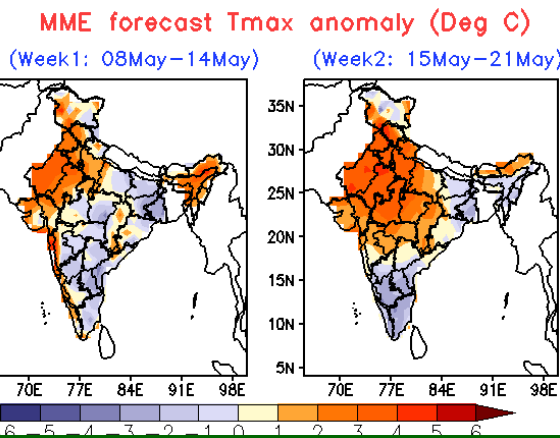 MME forecast Tmax anomaly (Deg C)
(Week1: 08May−14May)
(Week2: 15May−21May)
35N
30N
25N
20N
15N
10N
5N
70E 77E 84E 91E 98E
70E 77E 84E 91E 98E
−5 −4 −3 −2 −1 0 1 2 3 4 5 6